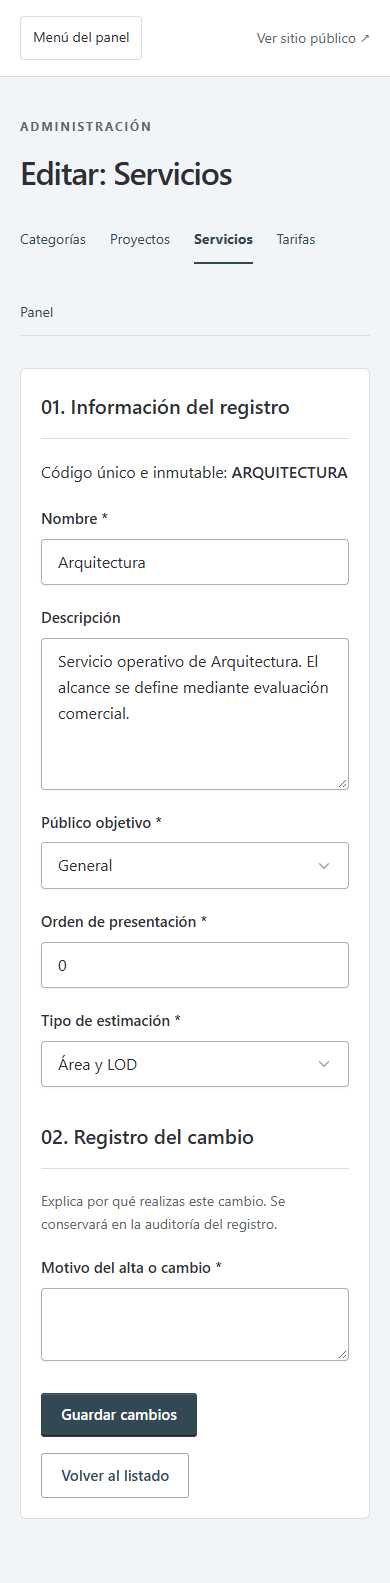 Menú del panel
Ver sitio público ↗
ADMINISTRACIÓN
Editar: Servicios
Categorías
Proyectos
Servicios
Tarifas
Panel
01. Información del registro
Código único e inmutable: ARQUITECTURA
Nombre *
Arquitectura
Descripción
Servicio operativo de Arquitectura. El
alcance se define mediante evaluación
comercial.
Público objetivo *
General
Orden de presentación *
0
Tipo de estimación *
Área y LOD
02. Registro del cambio
Explica por qué realizas este cambio. Se
conservará en la auditoría del registro.
Motivo del alta o cambio *
Guardar cambios
Volver al listado